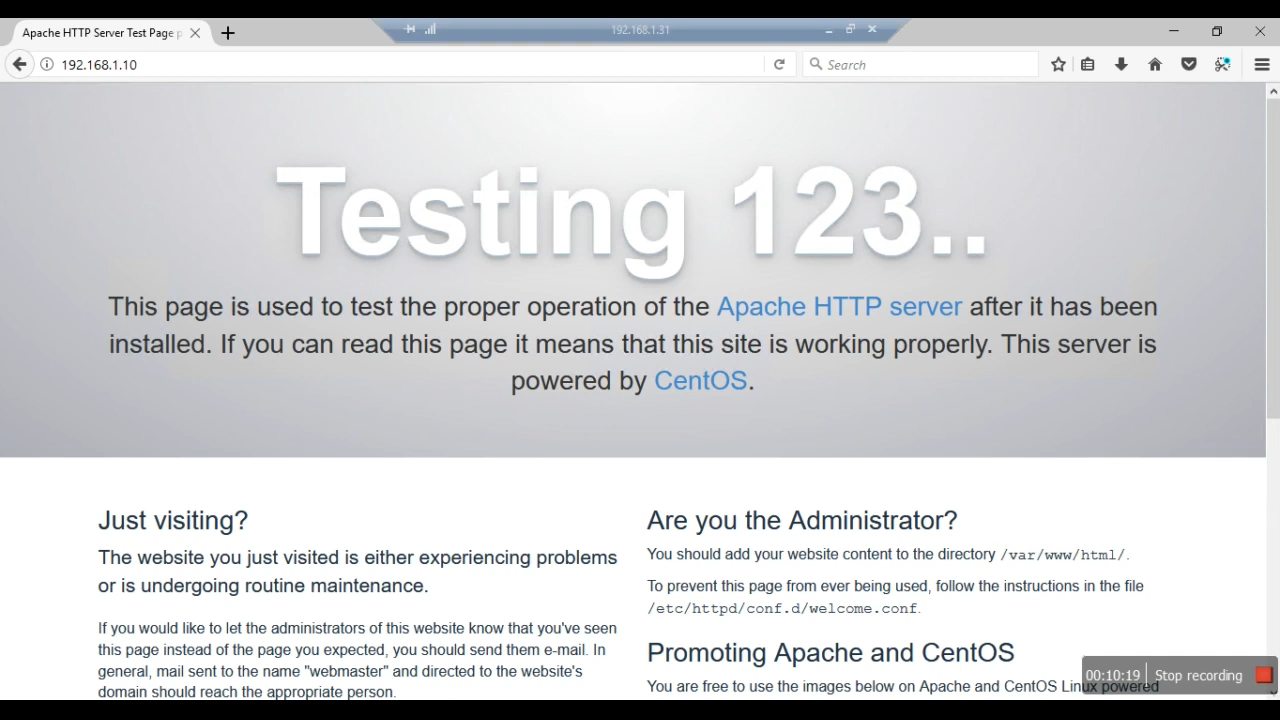 Apache HTTP Server Test Page p
192.168.1.31
192.168.1.10
Search
Testing 123..
This page is used to test the proper operation of the Apache HTTP server after it has been
installed. If you can read this page it means that this site is working properly. This server is
powered by CentOS.
Just visiting?
The website you just visited is either experiencing problems
or is undergoing routine maintenance.
If you would like to let the administrators of this website know that you've seen
this page instead of the page you expected, you should send them e-mail. In
general, mail sent to the name "webmaster" and directed to the website's
domain should reach the appropriate person.
Are you the Administrator?
You should add your website content to the directory /var/www/html/.
To prevent this page from ever being used, follow the instructions in the file
/etc/httpd/conf.d/welcome.conf.
Promoting Apache and CentOS
You are free to use the images below on Apache and CentOS Linux powered
00:10:19 Stop recording